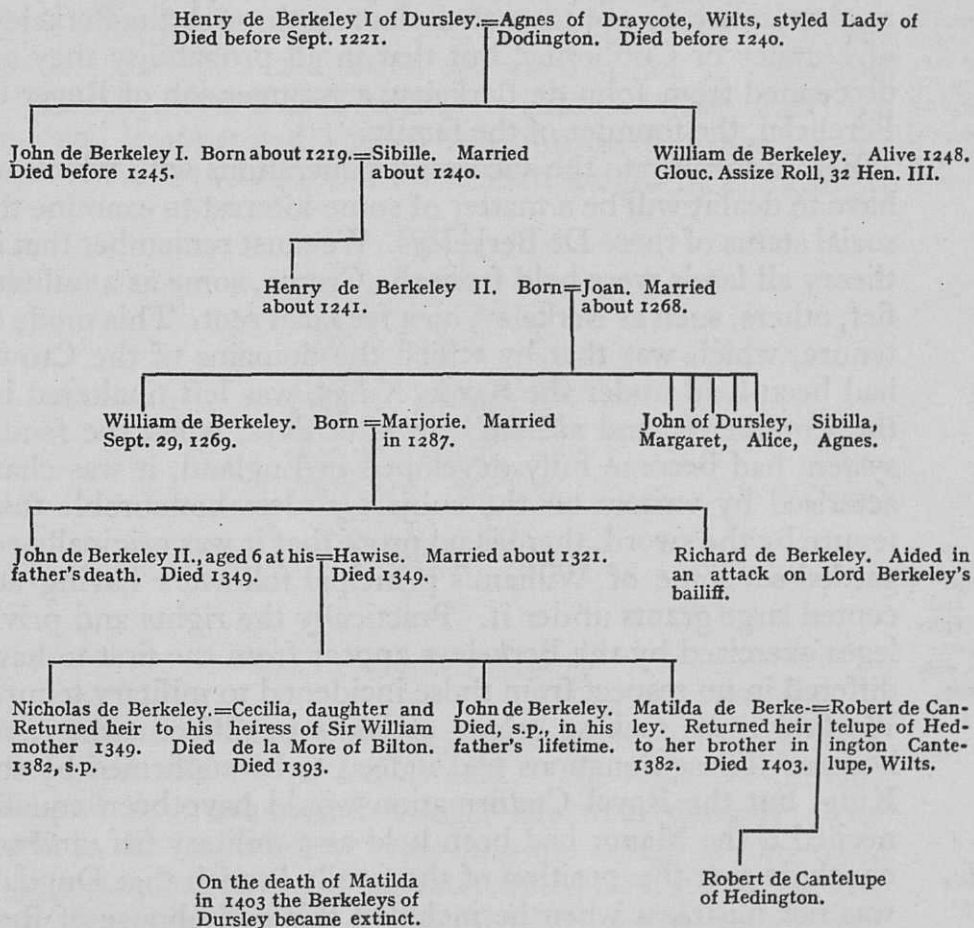 Henry de Berkeley I of Dursley.=Agnes of Draycote, Wilts, styled Lady of
Died before Sept. 1221. Dodington. Died before 1240.
John de Berkeley I. Born about 1219.=Sibille. Married
Died before 1245. about 1240.
William de Berkeley. Alive 1248.
Glouc. Assize Roll, 32 Hen. III.
Henry de Berkeley II. Born=Joan. Married
about 1241. about 1268.
William de Berkeley. Born=Marjorie. Married
Sept. 29, 1269. in 1287.
John of Dursley, Sibilla,
Margaret, Alice, Agnes.
John de Berkeley II., aged 6 at his=Hawise. Married about 1321.
father's death. Died 1349. Died 1349.
Richard de Berkeley. Aided in
an attack on Lord Berkeley's
bailiff.
Nicholas de Berkeley.=Cecilia, daughter and
Returned heir to his heiress of Sir William
mother 1349. Died de la More of Bilton.
1382, s.p. Died 1393.
John de Berkeley.
Died, s.p., in his
father's lifetime.
Matilda de Berke-=Robert de Can-
ley. Returned heir telupe of Hed-
to her brother in ington Cante-
1382. Died 1403. lupe, Wilts.
On the death of Matilda
in 1403 the Berkeleys of
Dursley became extinct.
Robert de Cantelupe
of Hedington.